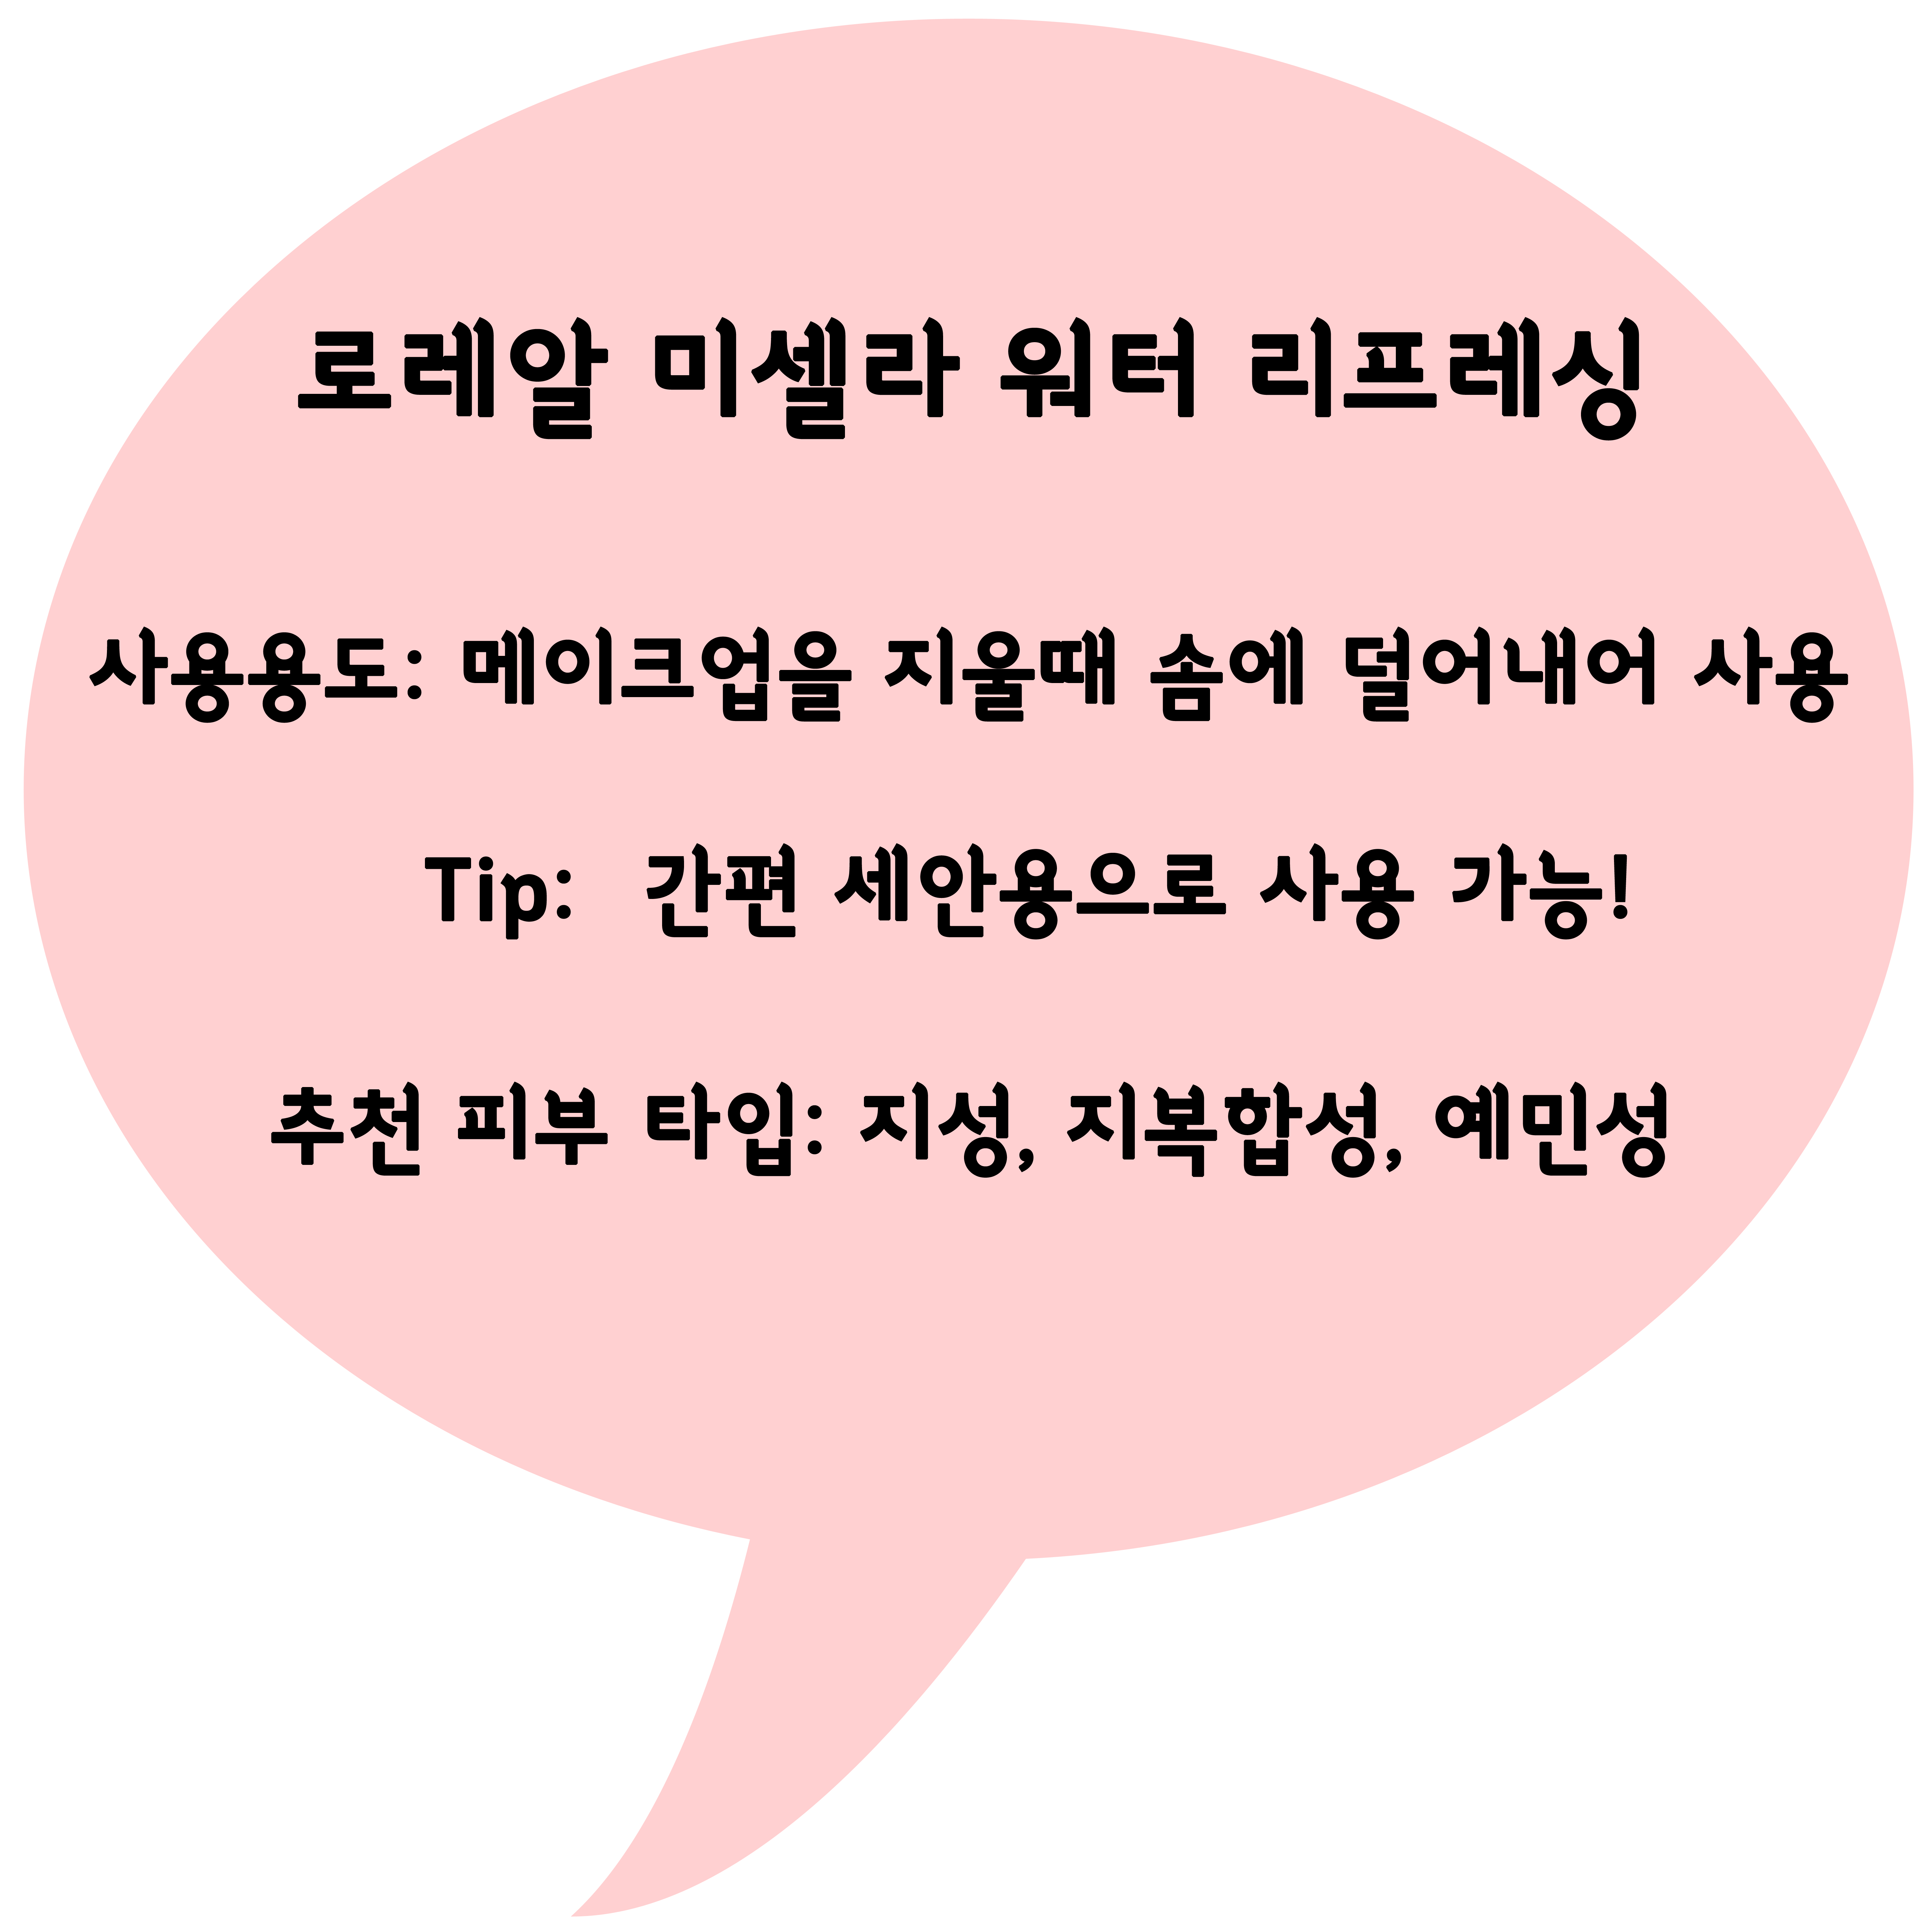 로레알 미셀라 워터 리프레싱
사용용도: 메이크업을 지울때 솜에 덜어내어 사용
Tip: 간편 세안용으로 사용 가능!
추천 피부 타입: 지성, 지복합성, 예민성